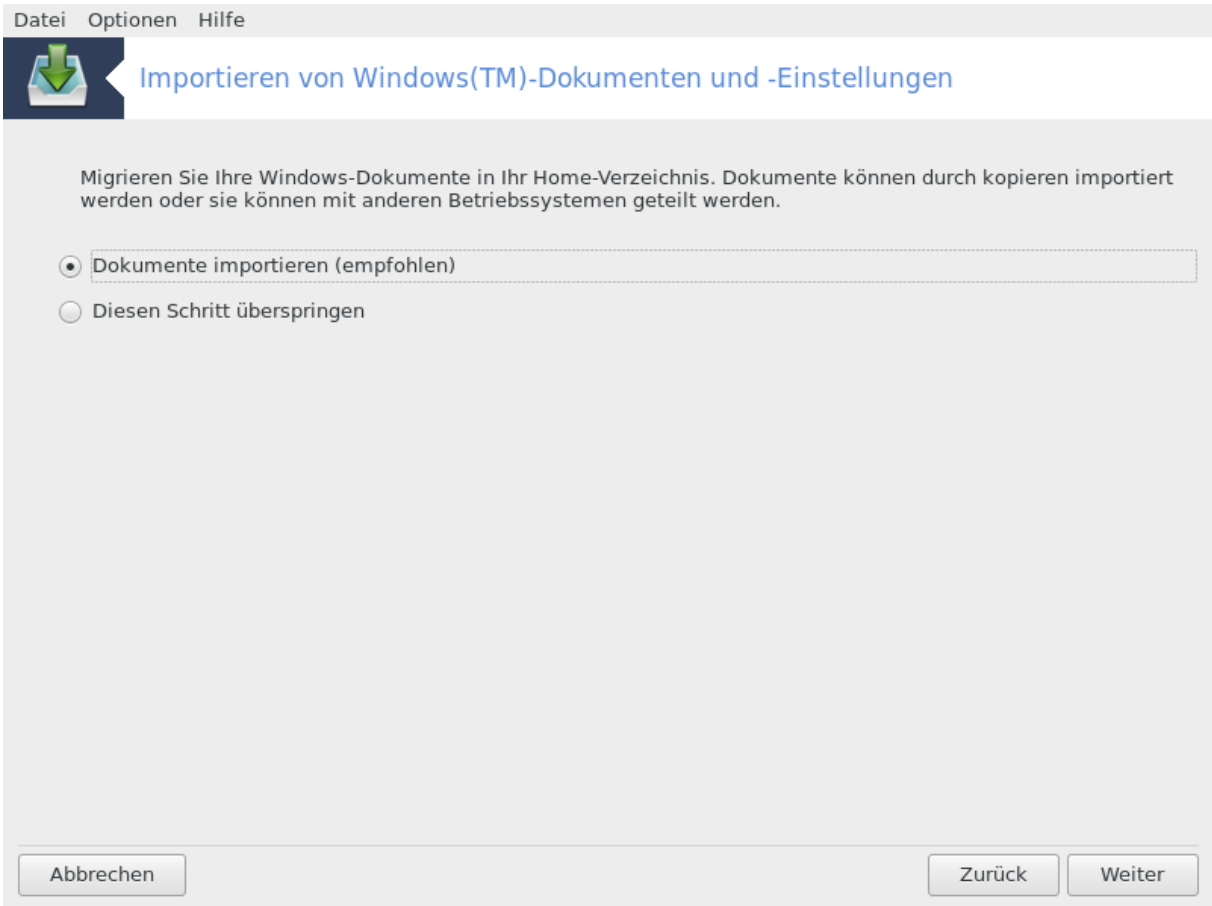 Datei Optionen Hilfe
Importieren von Windows(TM)-Dokumenten und -Einstellungen
Migrieren Sie Ihre Windows-Dokumente in Ihr Home-Verzeichnis. Dokumente können durch kopieren importiert
werden oder sie können mit anderen Betriebssystemen geteilt werden.
Dokumente importieren (empfohlen)
Diesen Schritt überspringen
Abbrechen Zurück Weiter